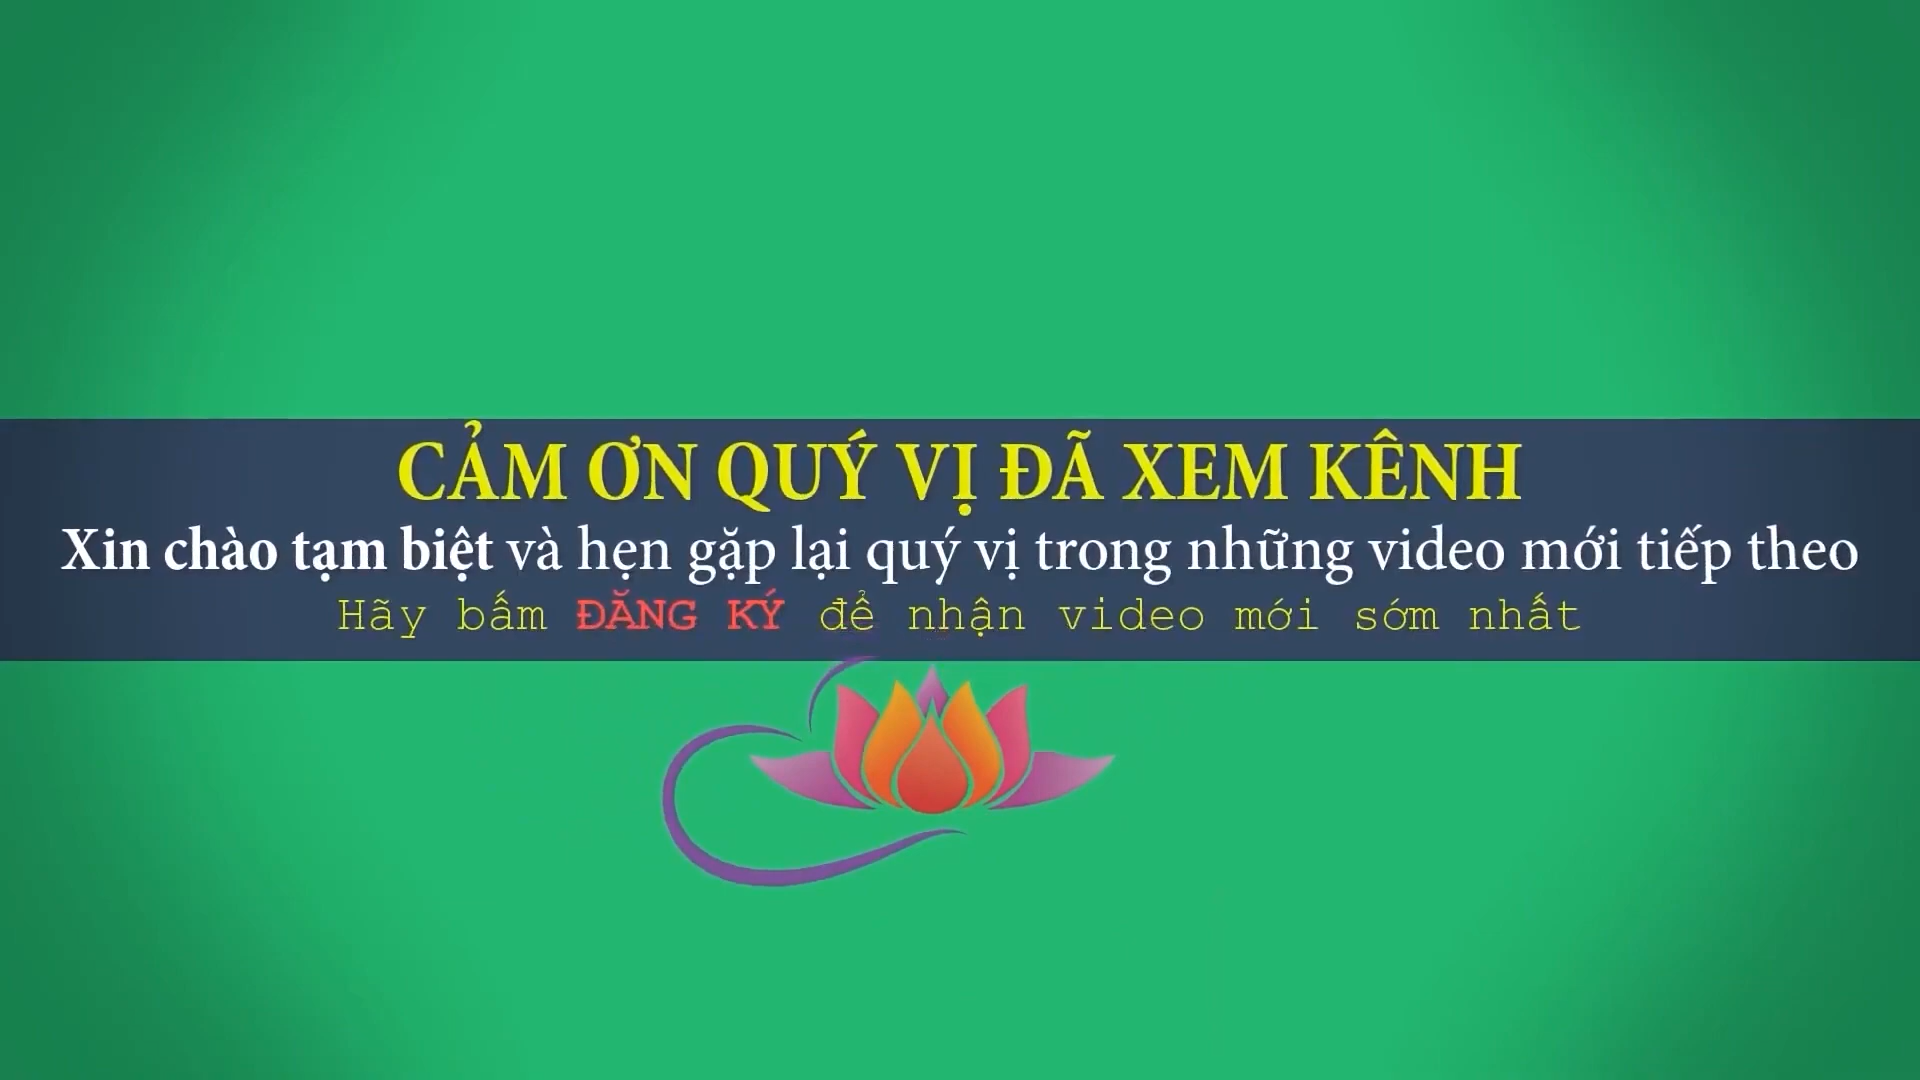 CẢM ƠN QUÝ VỊ ĐÃ XEM KÊNH
Xin chào tạm biệt và hẹn gặp lại quý vị trong những video mới tiếp theo
Hãy bấm ĐĂNG KÝ để nhận video mới sớm nhất